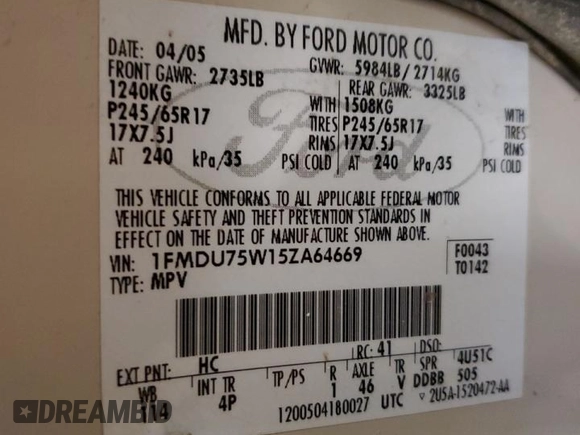 MFD. BY FORD MOTOR CO.
DATE: 04/05 GVWR: 5984LB / 2714KG
FRONT GAWR: 2735LB REAR GAWR: 3325LB
1240KG WITH 1508KG WITH
P245/65R17 TIRES P245/65R17 TIRES
17X7.5J RIMS 17X7.5J RIMS
AT 240 kPa/35 PSI COLD AT 240 kPa/35 PSI COLD
Ford
THIS VEHICLE CONFORMS TO ALL APPLICABLE FEDERAL MOTOR
VEHICLE SAFETY AND THEFT PREVENTION STANDARDS IN
EFFECT ON THE DATE OF MANUFACTURE SHOWN ABOVE.
VIN: 1FMDU75W15ZA64669 F0043
TYPE: MPV T0142
EXT PNT: HC RC: 41 DSO:
WB INT TR TP/PS R AXLE TR SPR 4U51C
114 4P 1 46 V DDBB 505
1200504180027 UTC ▽ 2U5A-1520472-AA
DREAMBID